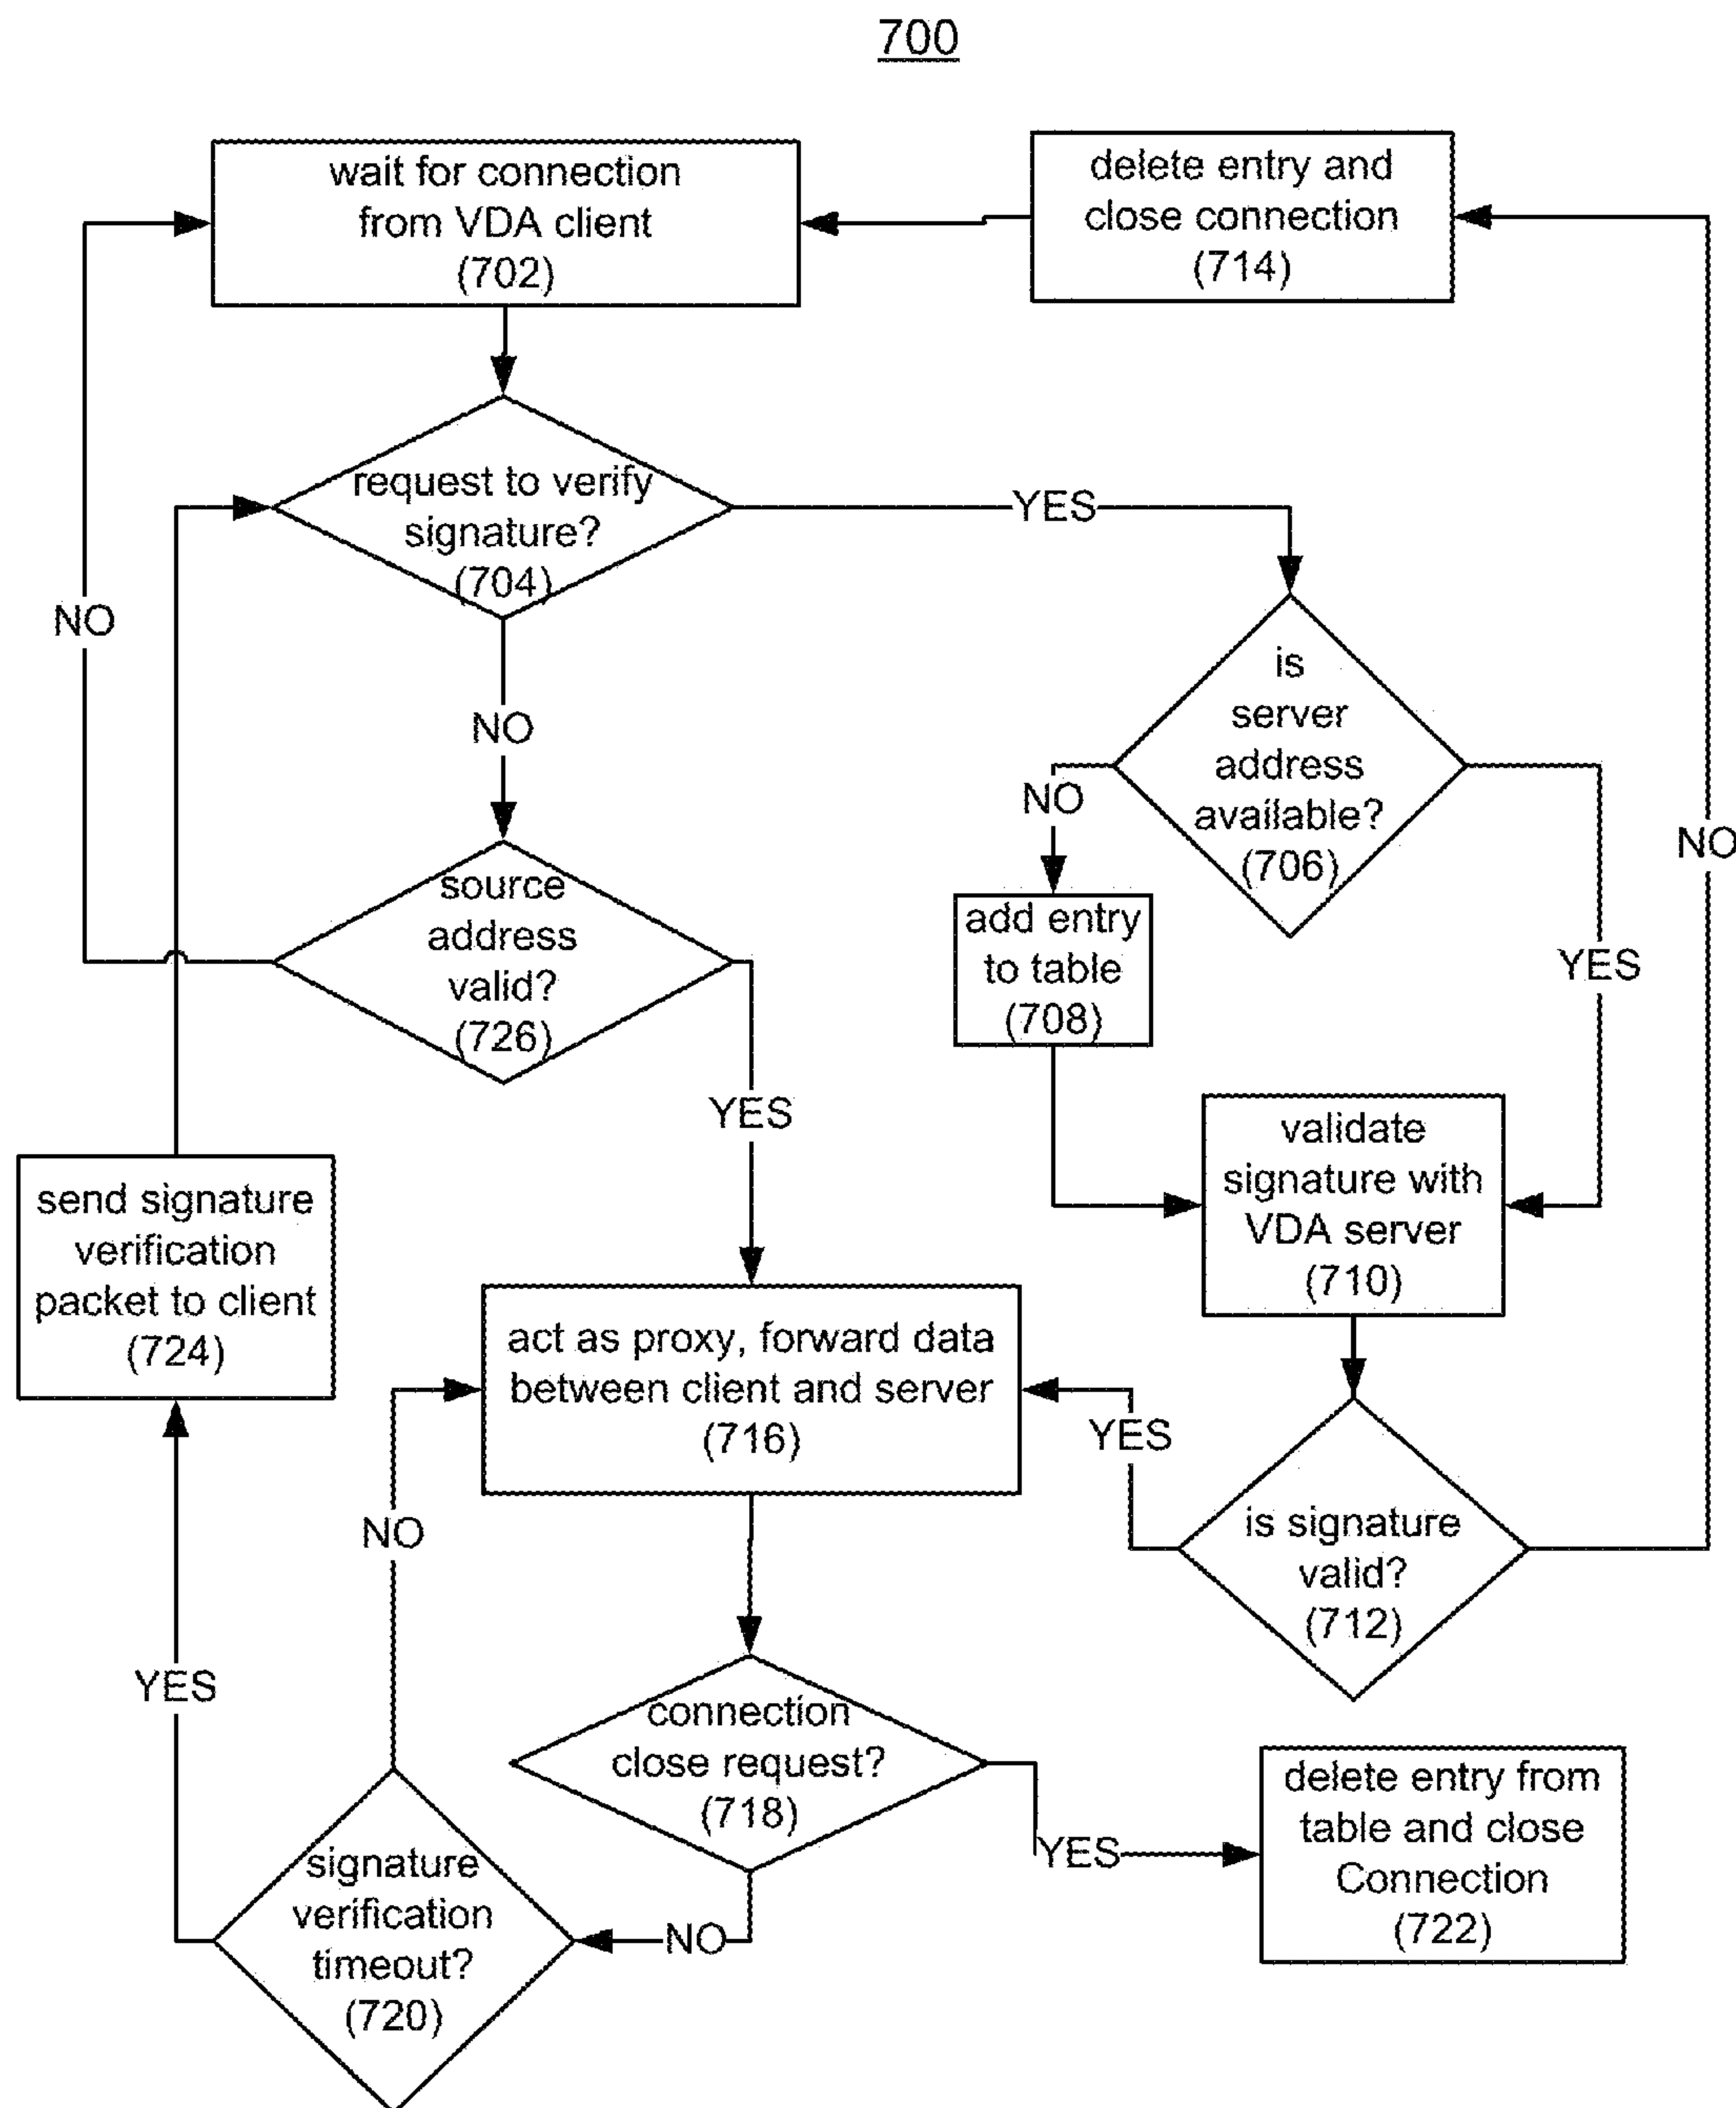 700
wait for connection
from VDA client
(702)
delete entry and
close connection
(714)
request to verify
signature?
(704)
YES
NO
NO
is
server
address
available?
(706)
NO
YES
NO
source
address
valid?
(726)
add entry
to table
(708)
YES
validate
signature with
VDA server
(710)
send signature
verification
packet to client
(724)
act as proxy, forward data
between client and server
(716)
YES
is signature
valid?
(712)
NO
YES
connection
close request?
(718)
YES
NO
signature
verification
timeout?
(720)
delete entry from
table and close
Connection
(722)